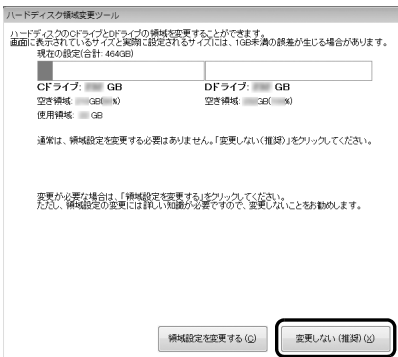 ハードディスク領域変更ツール
ハードディスクのCドライブとDドライブの領域を変更することができます。
画面に表示されているサイズと実際に設定されるサイズには、1GB未満の誤差が生じる場合があります。
現在の設定(合計: 464GB)
Cドライブ: GB Dドライブ: GB
空き領域: GB( %) 空き領域: GB( %)
使用領域: GB
通常は、領域設定を変更する必要はありません。「変更しない(推奨)」をクリックしてください。
変更が必要な場合は、「領域設定を変更する」をクリックしてください。
ただし、領域設定の変更には詳しい知識が必要ですので、変更しないことをお勧めします。
領域設定を変更する(C) 変更しない(推奨)(X)